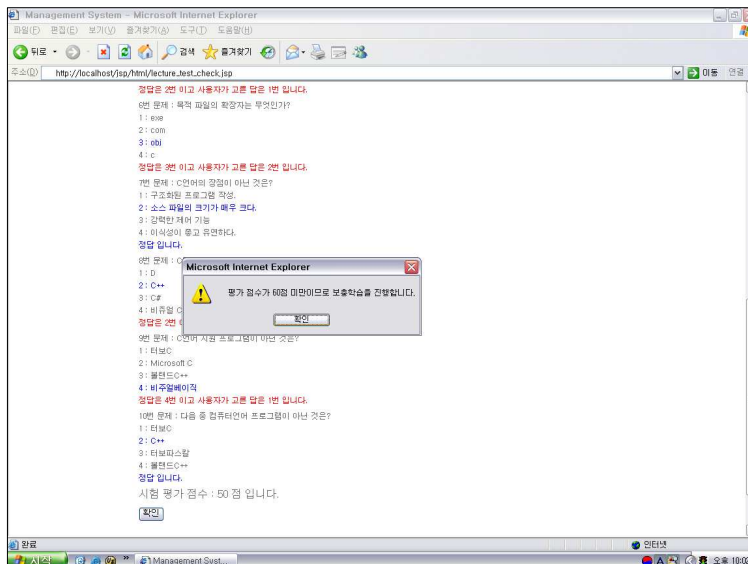 Management System - Microsoft Internet Explorer
파일(F) 편집(E) 보기(V) 즐겨찾기(A) 도구(T) 도움말(H)
뒤로 검색 즐겨찾기
주소(D) http://localhost/jsp/html/lecture_test_check.jsp 이동 연결
정답은 2번 이고 사용자가 고른 답은 1번 입니다.
6번 문제 : 목적 파일의 확장자는 무엇인가?
1 : exe
2 : com
3 : obj
4 : c
정답은 3번 이고 사용자가 고른 답은 2번 입니다.
7번 문제 : C언어의 장점이 아닌 것은?
1 : 구조화된 프로그램 작성.
2 : 소스 파일의 크기가 매우 크다.
3 : 강력한 제어 기능
4 : 이식성이 좋고 유연하다.
정답 입니다.
8번 문제 : C
1 : D
2 : C++
3 : C#
4 : 비쥬얼 C
정답은 2번
Microsoft Internet Explorer
평가 점수가 60점 미만이므로 보충학습을 진행합니다.
확인
9번 문제 : C언어 지원 프로그램이 아닌 것은?
1 : 터보C
2 : Microsoft C
3 : 볼랜드C++
4 : 비주얼베이직
정답은 4번 이고 사용자가 고른 답은 1번 입니다.
10번 문제 : 다음 중 컴퓨터언어 프로그램이 아닌 것은?
1 : 터보C
2 : C++
3 : 터보파스칼
4 : 볼랜드C++
정답 입니다.
시험 평가 점수 : 50 점 입니다.
확인
완료 인터넷
시작 Management Syst... A 오후 10:0